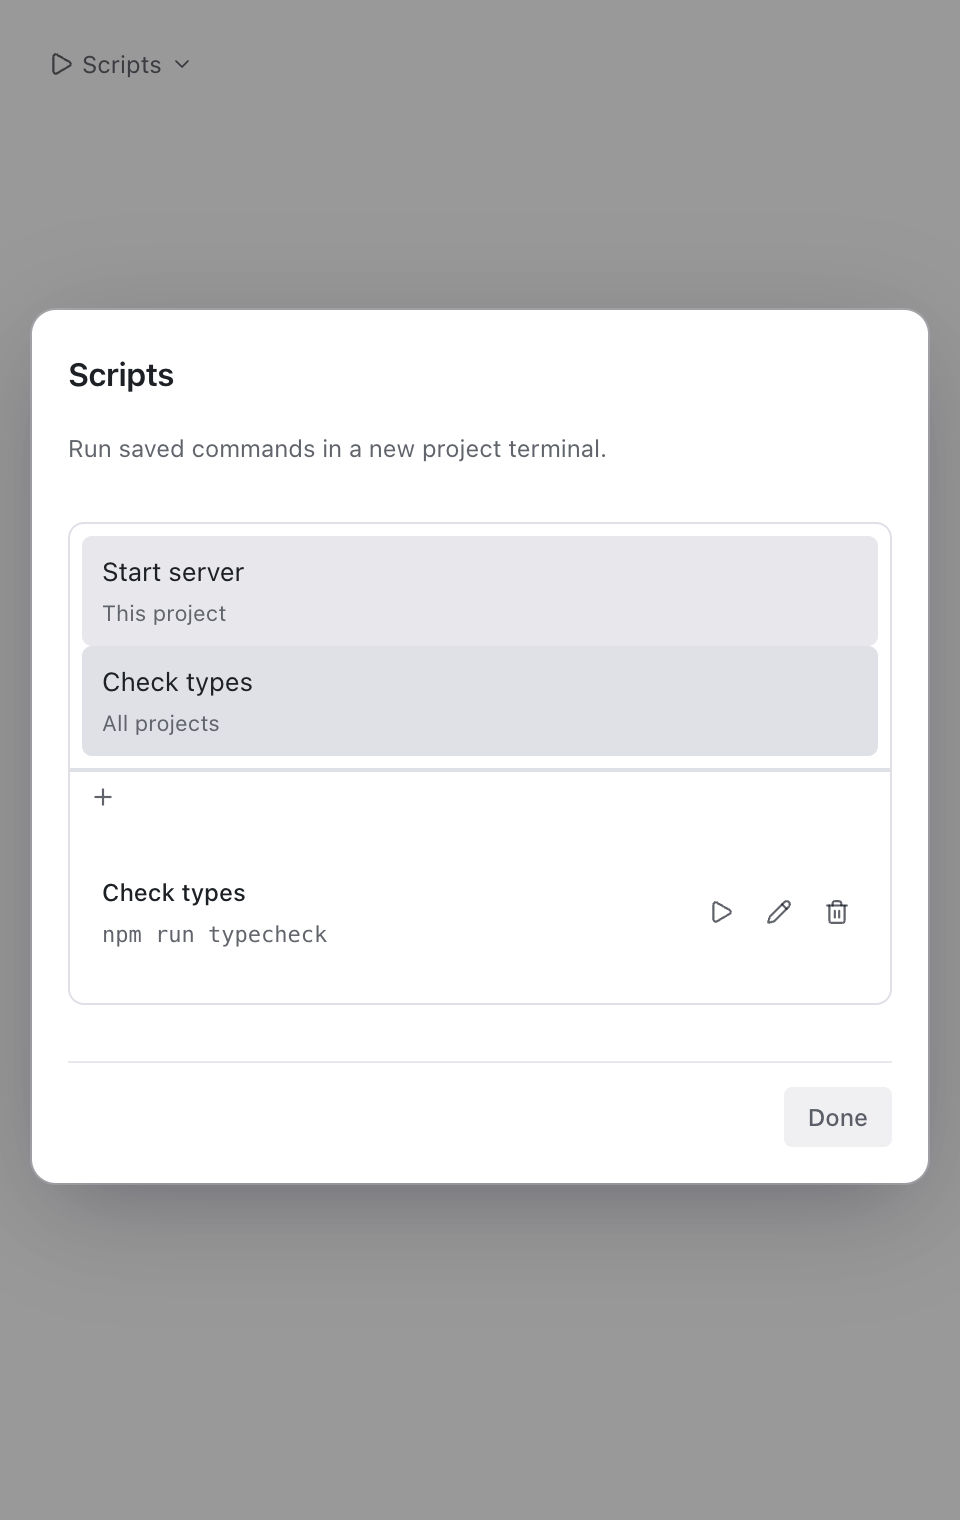 Scripts
Scripts
Run saved commands in a new project terminal.
Start server
This project
Check types
All projects
Check types
npm run typecheck
Done